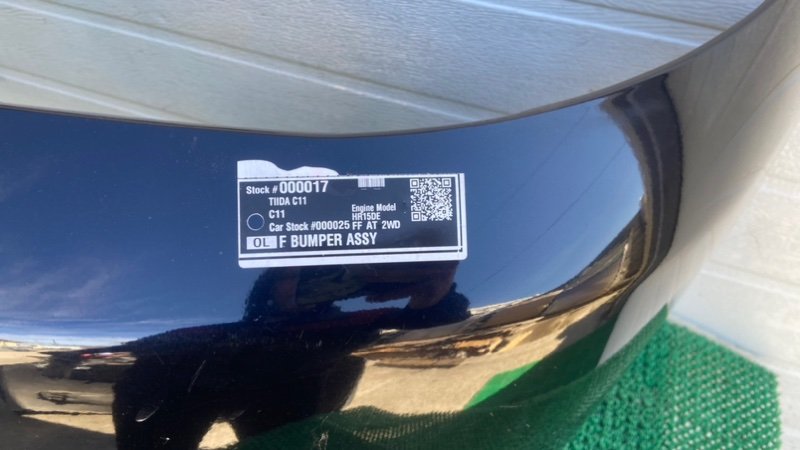 Stock #000017
TIIDA C11
C11
Engine Model
HR15DE
Car Stock #000025 FF AT 2WD
OL F BUMPER ASSY